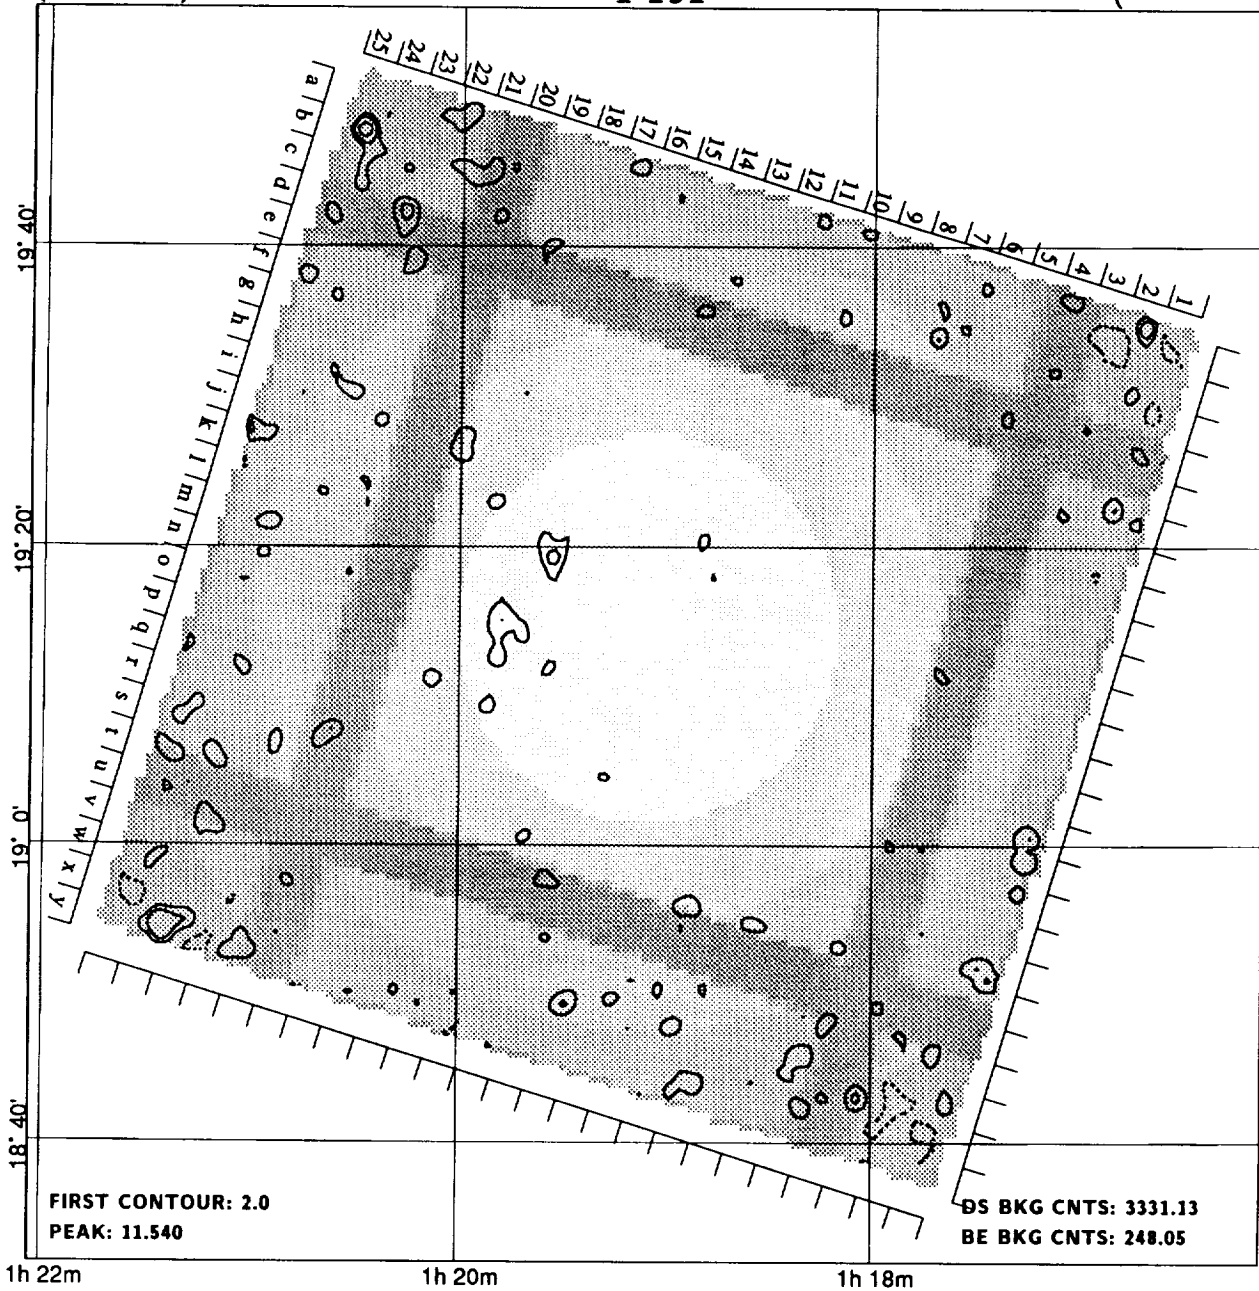 25 24 23 22 21 20 19 18 17 16 15 14 13 12 11 10 9 8 7 6 5 4 3 2 1
a b c d e f g h i j k l m n o p q r s t u v w x y
19° 40'
19° 20'
19° 0'
18° 40'
FIRST CONTOUR: 2.0
PEAK: 11.540
DS BKG CNTS: 3331.13
BE BKG CNTS: 248.05
1h 22m 1h 20m 1h 18m